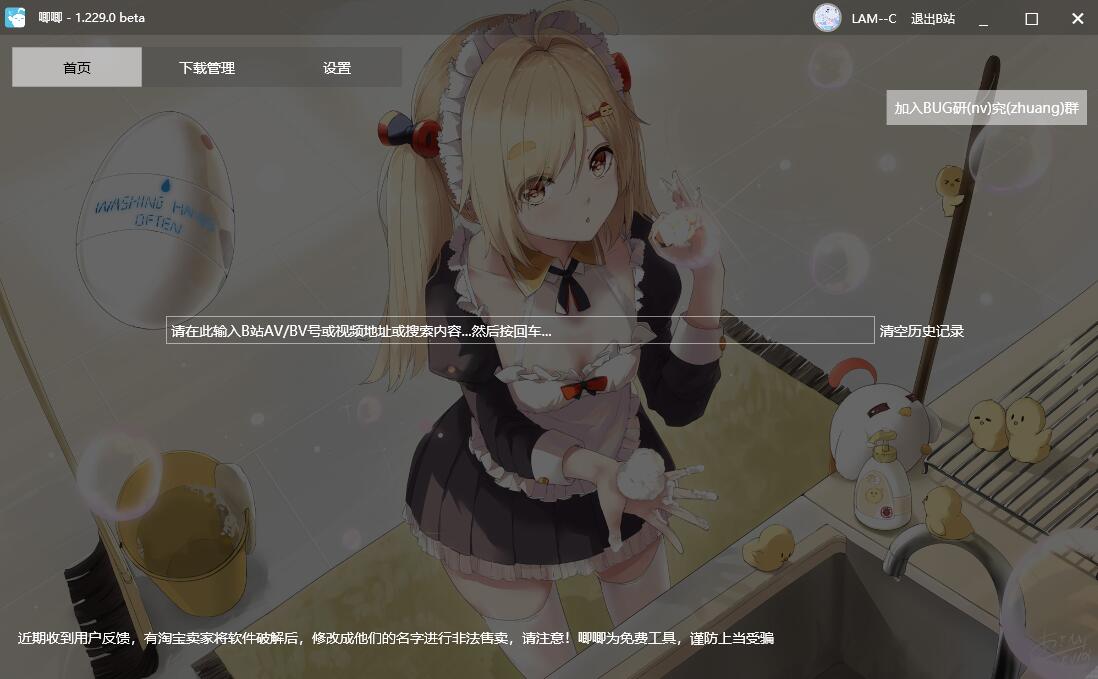 唧唧 - 1.229.0 beta
LAM--C 退出B站
首页 下载管理 设置
加入BUG研(nv)究(zhuang)群
WASHING HANDS
OFTEN
请在此输入B站AV/BV号或视频地址或搜索内容...然后按回车... 清空历史记录
近期收到用户反馈，有淘宝卖家将软件破解后，修改成他们的名字进行非法售卖，请注意！唧唧为免费工具，谨防上当受骗